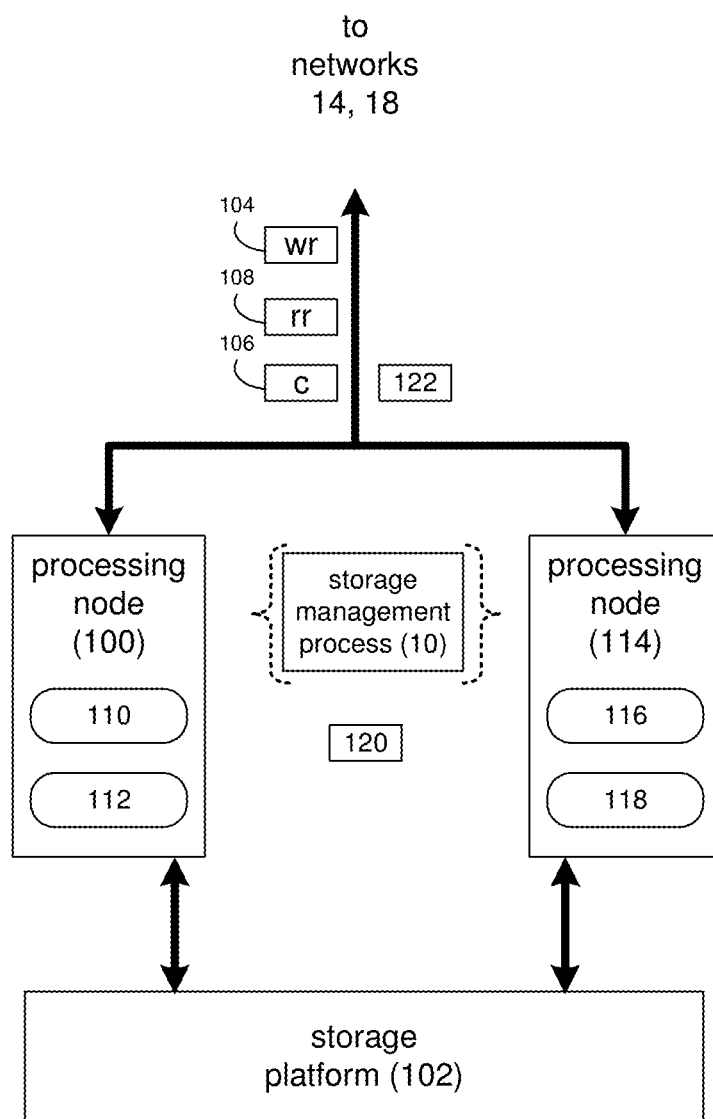 to
networks
14, 18
104
wr
108
rr
106
c
122
processing
node
(100)
110
112
storage
management
process (10)
120
processing
node
(114)
116
118
storage
platform (102)